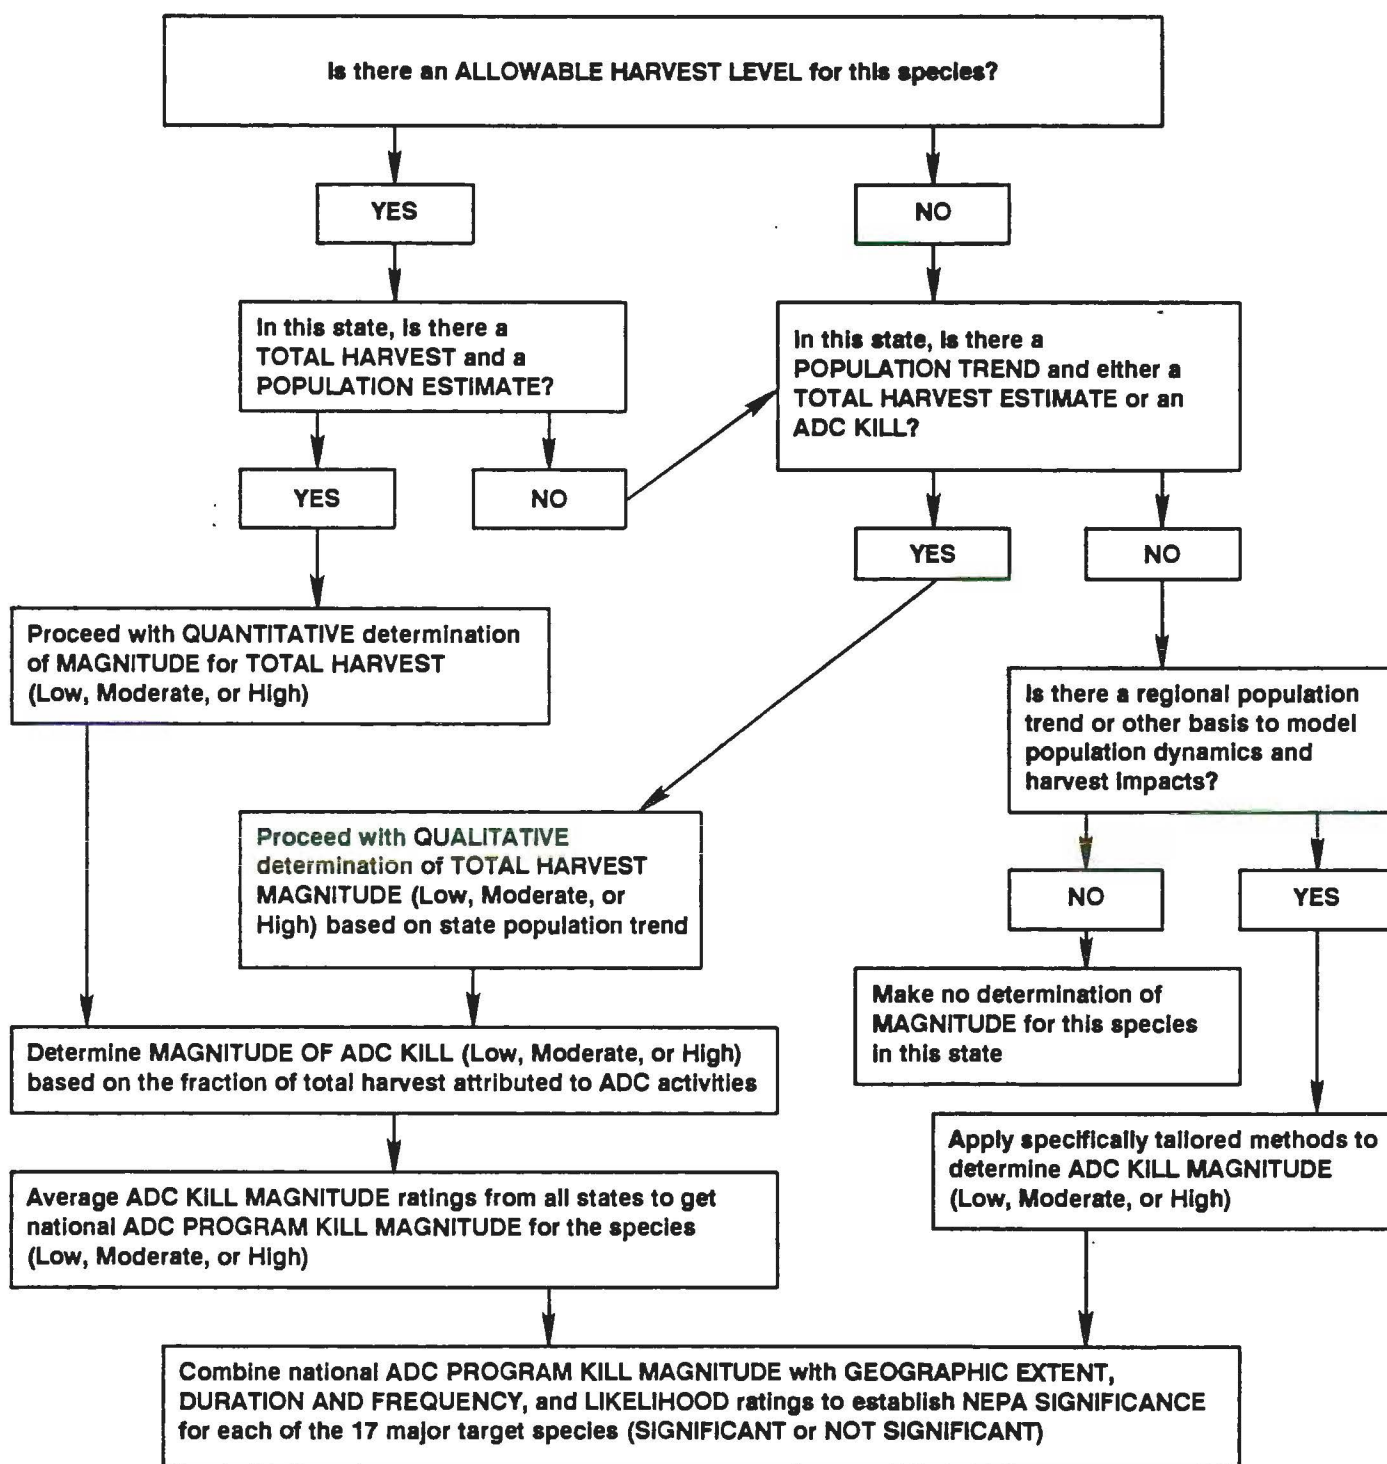 Is there an ALLOWABLE HARVEST LEVEL for this species?
YES
NO
In this state, is there a
TOTAL HARVEST and a
POPULATION ESTIMATE?
In this state, is there a
POPULATION TREND and either a
TOTAL HARVEST ESTIMATE or an
ADC KILL?
YES
NO
YES
NO
Proceed with QUANTITATIVE determination
of MAGNITUDE for TOTAL HARVEST
(Low, Moderate, or High)
Is there a regional population
trend or other basis to model
population dynamics and
harvest impacts?
Proceed with QUALITATIVE
determination of TOTAL HARVEST
MAGNITUDE (Low, Moderate, or
High) based on state population trend
NO
YES
Make no determination of
MAGNITUDE for this species
in this state
Determine MAGNITUDE OF ADC KILL (Low, Moderate, or High)
based on the fraction of total harvest attributed to ADC activities
Apply specifically tailored methods to
determine ADC KILL MAGNITUDE
(Low, Moderate, or High)
Average ADC KILL MAGNITUDE ratings from all states to get
national ADC PROGRAM KILL MAGNITUDE for the species
(Low, Moderate, or High)
Combine national ADC PROGRAM KILL MAGNITUDE with GEOGRAPHIC EXTENT,
DURATION AND FREQUENCY, and LIKELIHOOD ratings to establish NEPA SIGNIFICANCE
for each of the 17 major target species (SIGNIFICANT or NOT SIGNIFICANT)